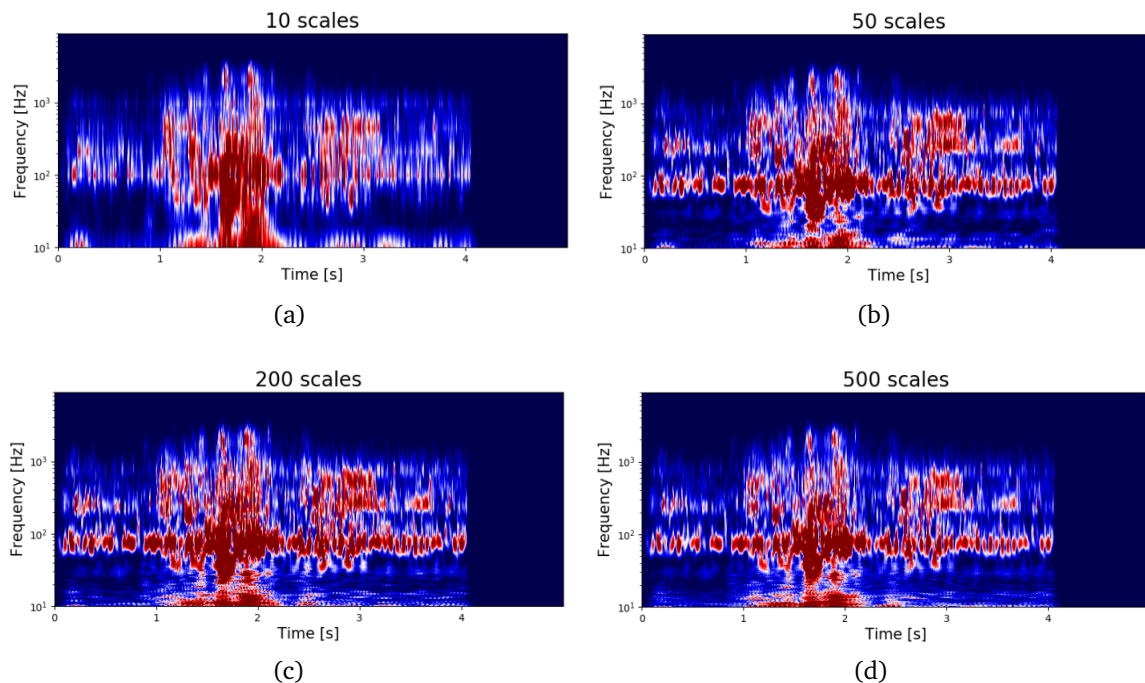 10 scales
Frequency [Hz]
10³
10²
10¹
0 1 2 3 4
Time [s]
(a)
50 scales
Frequency [Hz]
10³
10²
10¹
0 1 2 3 4
Time [s]
(b)
200 scales
Frequency [Hz]
10³
10²
10¹
0 1 2 3 4
Time [s]
(c)
500 scales
Frequency [Hz]
10³
10²
10¹
0 1 2 3 4
Time [s]
(d)